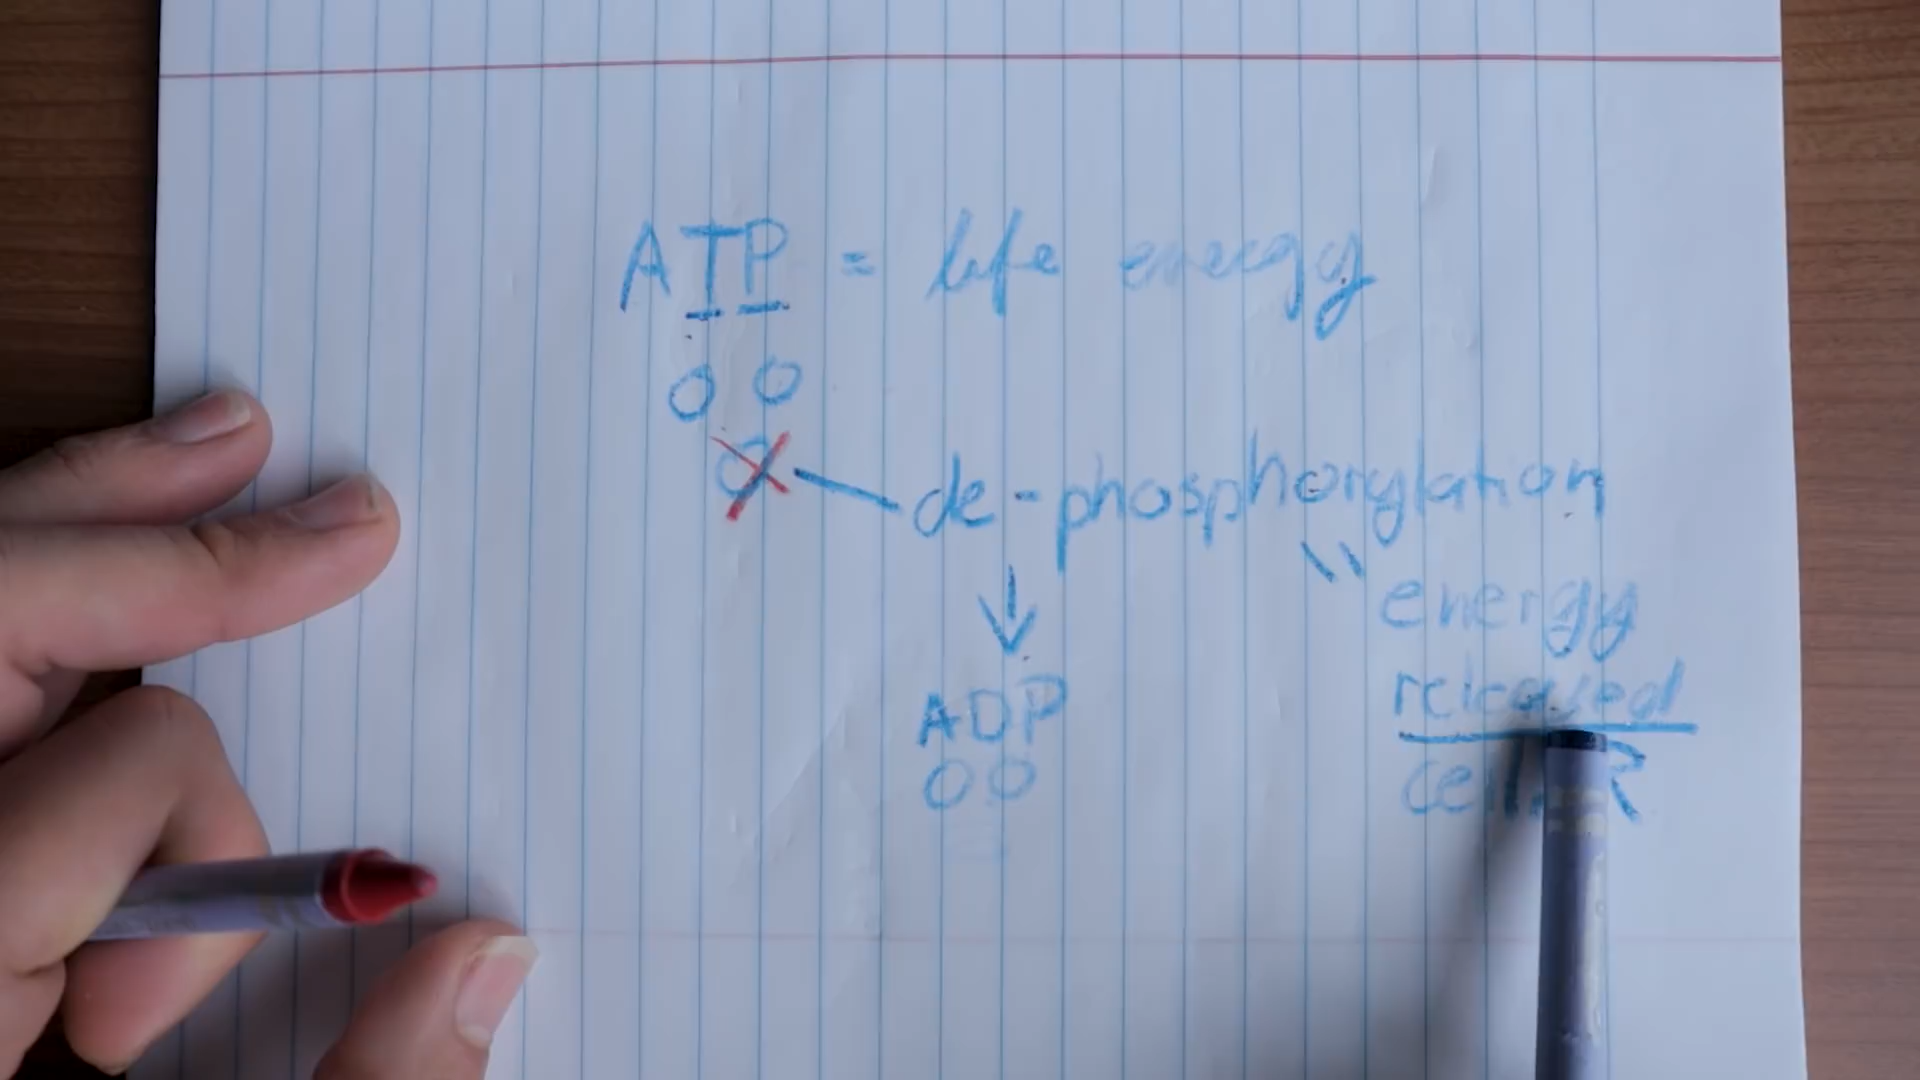 ATP = life energy
de-phosphorylation
energy
released
ADP